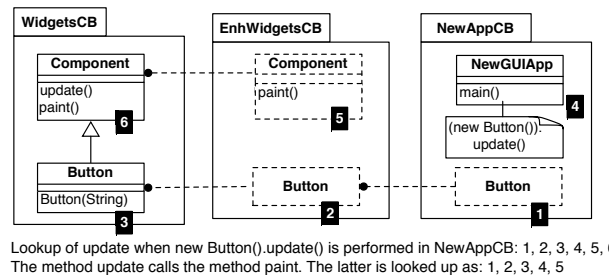 WidgetsCB
EnhWidgetsCB
NewAppCB
Component
update()
paint()
6
Component
paint()
5
NewGUIApp
main()
4
(new Button()).
update()
Button
Button(String)
3
Button
2
Button
1
Lookup of update when new Button().update() is performed in NewAppCB: 1, 2, 3, 4, 5,
The method update calls the method paint. The latter is looked up as: 1, 2, 3, 4, 5